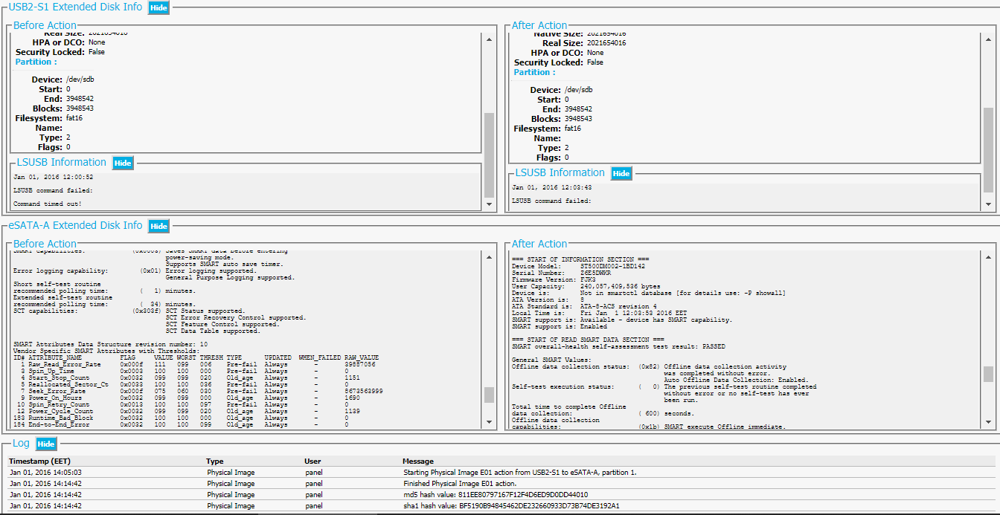 USB2-S1 Extended Disk Info Hide
Before Action
Real Size: 2021654016
HPA or DCO: None
Security Locked: False
Partition :
Device: /dev/sdb
Start: 0
End: 3948542
Blocks: 3948543
Filesystem: fat16
Name:
Type: 2
Flags: 0
LSUSB Information Hide
Jan 01, 2016 12:00:52
LSUSB command failed:
Command timed out!
After Action
Native Size: 2021654016
Real Size: 2021654016
HPA or DCO: None
Security Locked: False
Partition :
Device: /dev/sdb
Start: 0
End: 3948542
Blocks: 3948543
Filesystem: fat16
Name:
Type: 2
Flags: 0
LSUSB Information Hide
Jan 01, 2016 12:03:43
LSUSB command failed:
eSATA-A Extended Disk Info Hide
Before Action
SMART capabilities: (0x0003) Saves SMART data before entering
power-saving mode.
Supports SMART auto save timer.
Error logging capability: (0x01) Error logging supported.
General Purpose Logging supported.
Short self-test routine
recommended polling time: ( 1) minutes.
Extended self-test routine
recommended polling time: ( 34) minutes.
SCT capabilities: (0x303f) SCT Status supported.
SCT Error Recovery Control supported.
SCT Feature Control supported.
SCT Data Table supported.
SMART Attributes Data Structure revision number: 10
Vendor Specific SMART Attributes with Thresholds:
ID# ATTRIBUTE_NAME FLAG VALUE WORST THRESH TYPE UPDATED WHEN_FAILED RAW_VALUE
1 Raw_Read_Error_Rate 0x000f 111 099 006 Pre-fail Always - 39887056
3 Spin_Up_Time 0x0003 100 100 000 Pre-fail Always - 0
4 Start_Stop_Count 0x0032 099 099 020 Old_age Always - 1151
5 Reallocated_Sector_Ct 0x0033 100 100 036 Pre-fail Always - 0
7 Seek_Error_Rate 0x000f 075 060 030 Pre-fail Always - 8673563999
9 Power_On_Hours 0x0032 099 099 000 Old_age Always - 1690
10 Spin_Retry_Count 0x0013 100 100 097 Pre-fail Always - 0
12 Power_Cycle_Count 0x0032 099 099 020 Old_age Always - 1139
183 Runtime_Bad_Block 0x0032 100 100 000 Old_age Always - 0
184 End-to-End_Error 0x0032 100 100 099 Old_age Always - 0
After Action
=== START OF INFORMATION SECTION ===
Device Model: ST500DM002-1BD142
Serial Number: Z6E5DWKR
Firmware Version: FJK3
User Capacity: 240,057,409,536 bytes
Device is: Not in smartctl database [for details use: -P showall]
ATA Version is: 8
ATA Standard is: ATA-8-ACS revision 4
Local Time is: Fri Jan 1 12:03:53 2016 EET
SMART support is: Available - device has SMART capability.
SMART support is: Enabled
=== START OF READ SMART DATA SECTION ===
SMART overall-health self-assessment test result: PASSED
General SMART Values:
Offline data collection status: (0x82) Offline data collection activity
was completed without error.
Auto Offline Data Collection: Enabled.
Self-test execution status: ( 0) The previous self-test routine completed
without error or no self-test has ever
been run.
Total time to complete Offline
data collection: ( 600) seconds.
Offline data collection
capabilities: (0x1b) SMART execute Offline immediate.
Log Hide
Timestamp (EET) Type User Message
Jan 01, 2016 14:05:03 Physical Image panel Starting Physical Image E01 action from USB2-S1 to eSATA-A, partition 1.
Jan 01, 2016 14:14:42 Physical Image panel Finished Physical Image E01 action.
Jan 01, 2016 14:14:42 Physical Image panel md5 hash value: 811EE80797167F12F4D6ED9D0DD44010
Jan 01, 2016 14:14:42 Physical Image panel sha1 hash value: BF5190B94845462DE232660933D73B74DE3192A1